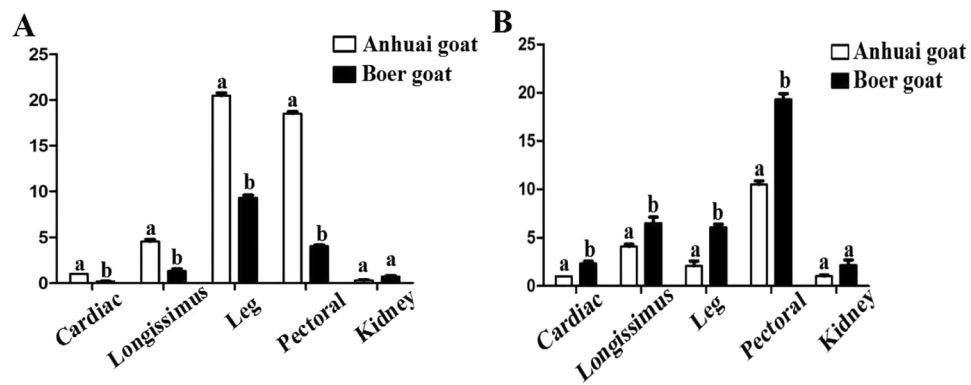 A
Anhuai goat
Boer goat
25
20
15
10
5
0
a
b
a
b
a
b
a
b
a
a
Cardiac
Longissimus
Leg
Pectoral
Kidney
B
Anhuai goat
Boer goat
25
20
15
10
5
0
a
b
a
b
a
b
a
b
a
a
Cardiac
Longissimus
Leg
Pectoral
Kidney